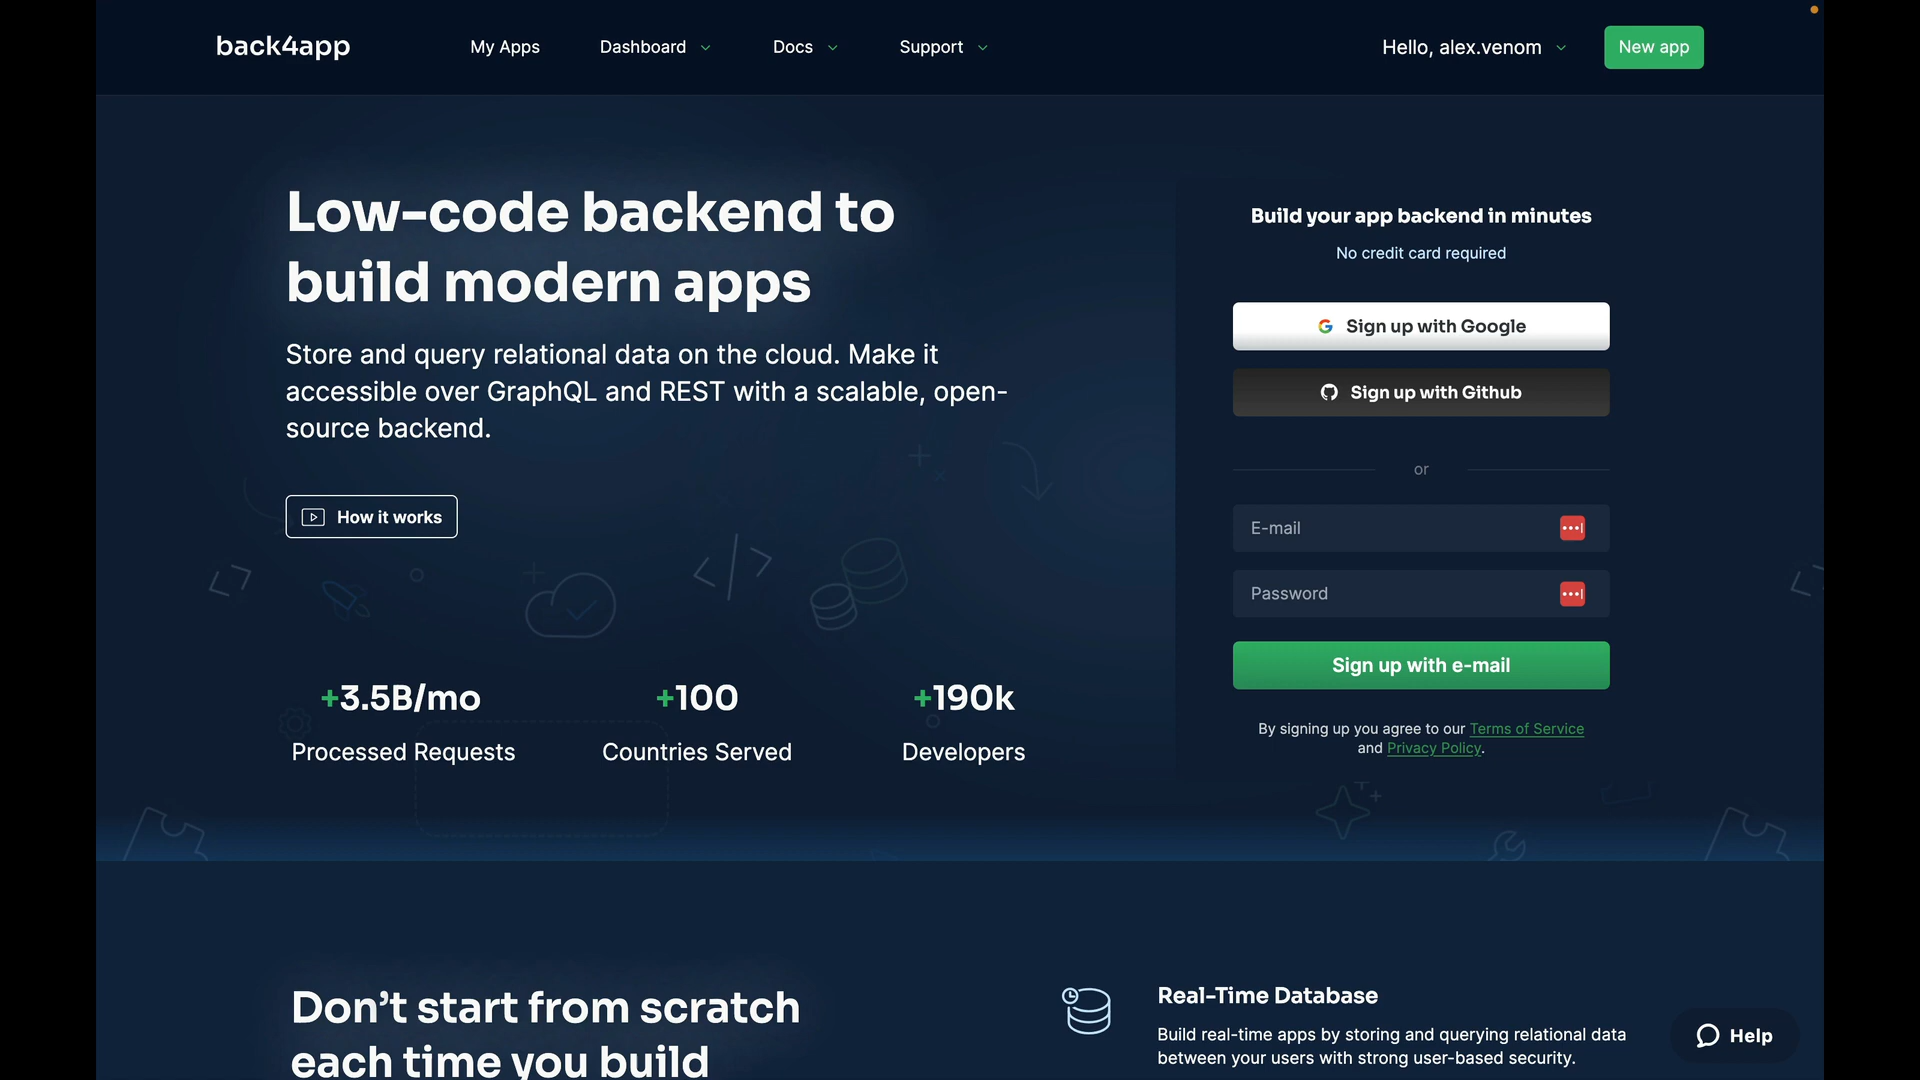 back4app
My Apps
Dashboard
Docs
Support
Hello, alex.venom
New app
Low-code backend to
build modern apps
Store and query relational data on the cloud. Make it
accessible over GraphQL and REST with a scalable, open-
source backend.
How it works
+3.5B/mo
Processed Requests
+100
Countries Served
+190k
Developers
Build your app backend in minutes
No credit card required
Sign up with Google
Sign up with Github
or
E-mail
Password
Sign up with e-mail
By signing up you agree to our Terms of Service
and Privacy Policy.
Don’t start from scratch
each time you build
Real-Time Database
Build real-time apps by storing and querying relational data
between your users with strong user-based security.
Help